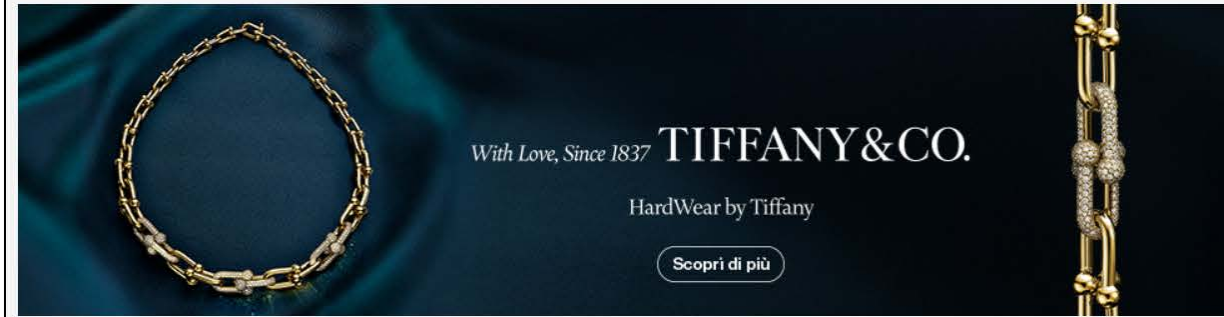 With Love, Since 1837 TIFFANY&CO.
HardWear by Tiffany
Scopri di più